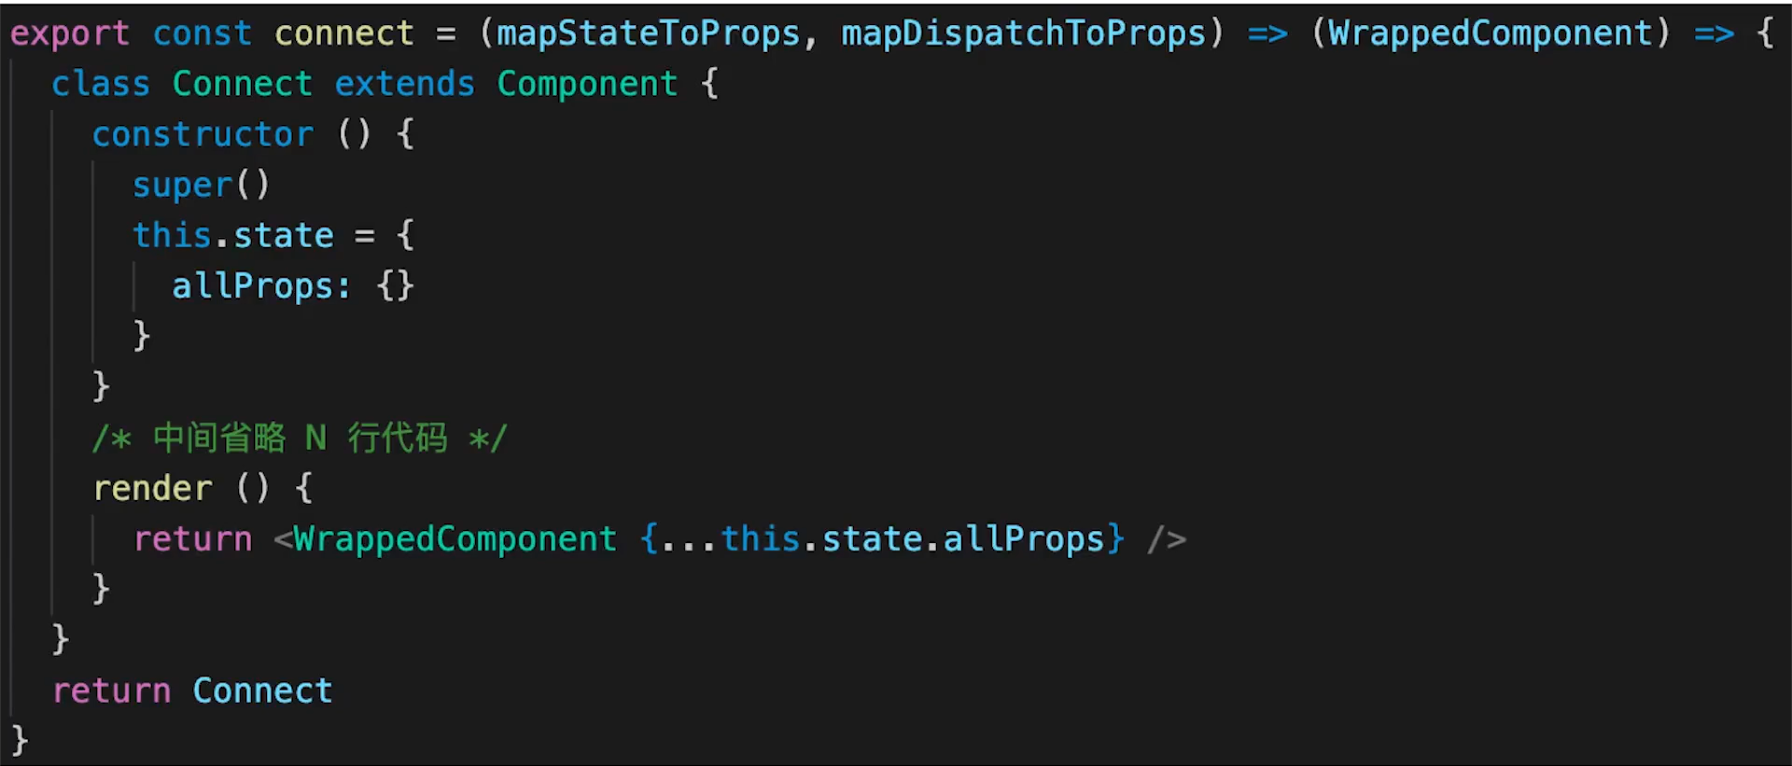 export const connect = (mapStateToProps, mapDispatchToProps) => (WrappedComponent) => {
  class Connect extends Component {
    constructor () {
      super()
      this.state = {
        allProps: {}
      }
    }
    /* 中间省略 N 行代码 */
    render () {
      return <WrappedComponent {...this.state.allProps} />
    }
  }
  return Connect
}